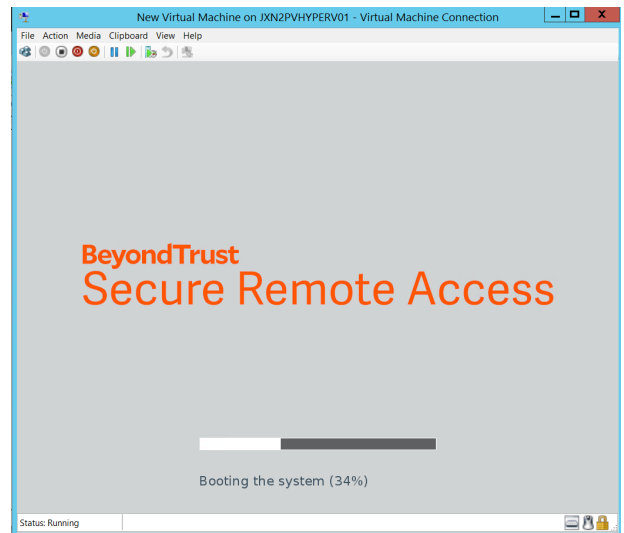 New Virtual Machine on JXN2PVHYPERV01 - Virtual Machine Connection
File Action Media Clipboard View Help
BeyondTrust
Secure Remote Access
Booting the system (34%)
Status: Running